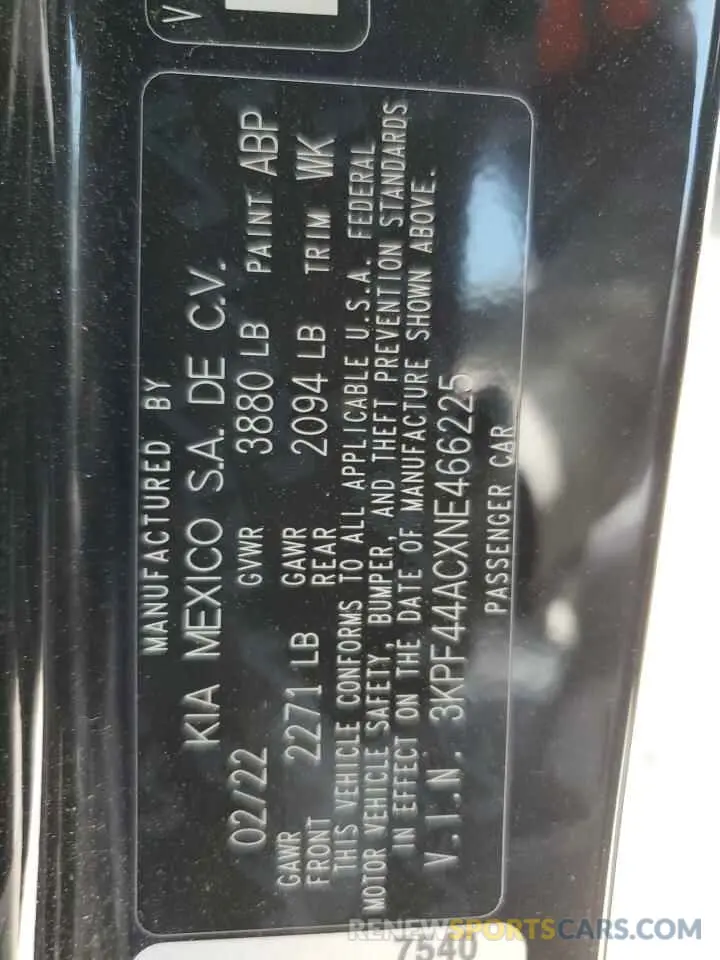 V
MANUFACTURED BY
KIA MEXICO S.A. DE C.V.
02/22 GVWR 3880 LB PAINT ABP
GAWR FRONT 2271 LB GAWR REAR 2094 LB TRIM WK
THIS VEHICLE CONFORMS TO ALL APPLICABLE U.S.A. FEDERAL
MOTOR VEHICLE SAFETY, BUMPER, AND THEFT PREVENTION STANDARDS
IN EFFECT ON THE DATE OF MANUFACTURE SHOWN ABOVE.
V.I.N. 3KPF44ACXNE466225
PASSENGER CAR
7540
RENEWSPORTSCARS.COM